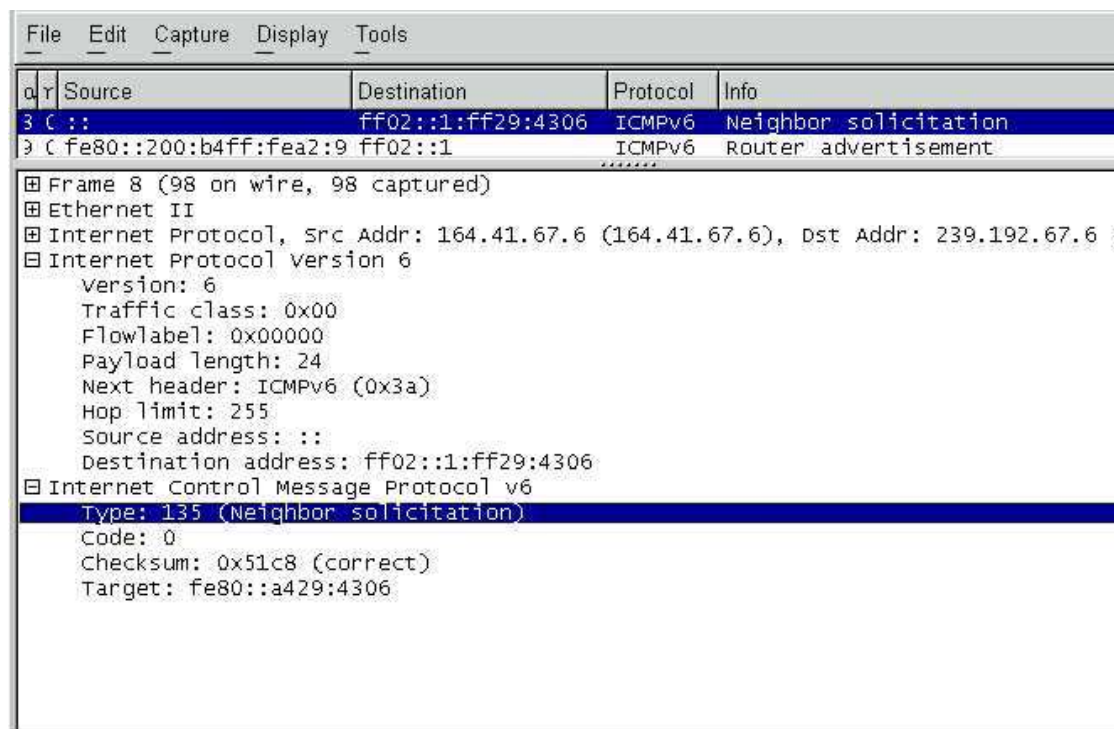 File Edit Capture Display Tools
Source Destination Protocol Info
:: ff02::1:ff29:4306 ICMPv6 Neighbor solicitation
fe80::200:b4ff:fea2:9 ff02::1 ICMPv6 Router advertisement
Frame 8 (98 on wire, 98 captured)
Ethernet II
Internet Protocol, Src Addr: 164.41.67.6 (164.41.67.6), Dst Addr: 239.192.67.6
Internet Protocol Version 6
Version: 6
Traffic class: 0x00
Flowlabel: 0x00000
Payload length: 24
Next header: ICMPv6 (0x3a)
Hop limit: 255
Source address: ::
Destination address: ff02::1:ff29:4306
Internet Control Message Protocol v6
Type: 135 (Neighbor solicitation)
Code: 0
Checksum: 0x51c8 (correct)
Target: fe80::a429:4306